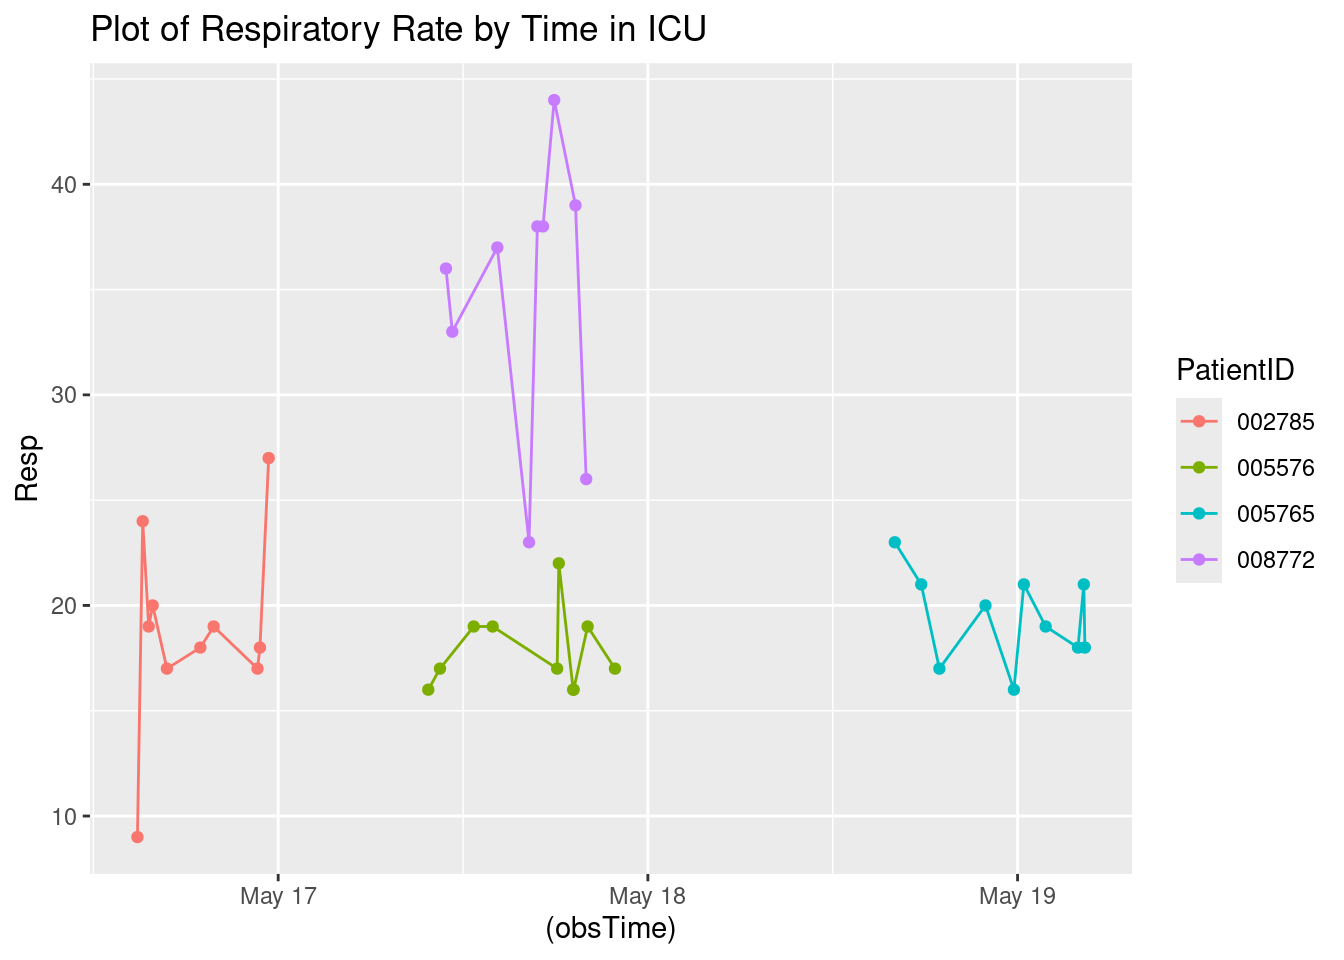 Plot of Respiratory Rate by Time in ICU
40
30
20
10
Resp
May 17
May 18
May 19
(obsTime)
PatientID
002785
005576
005765
008772